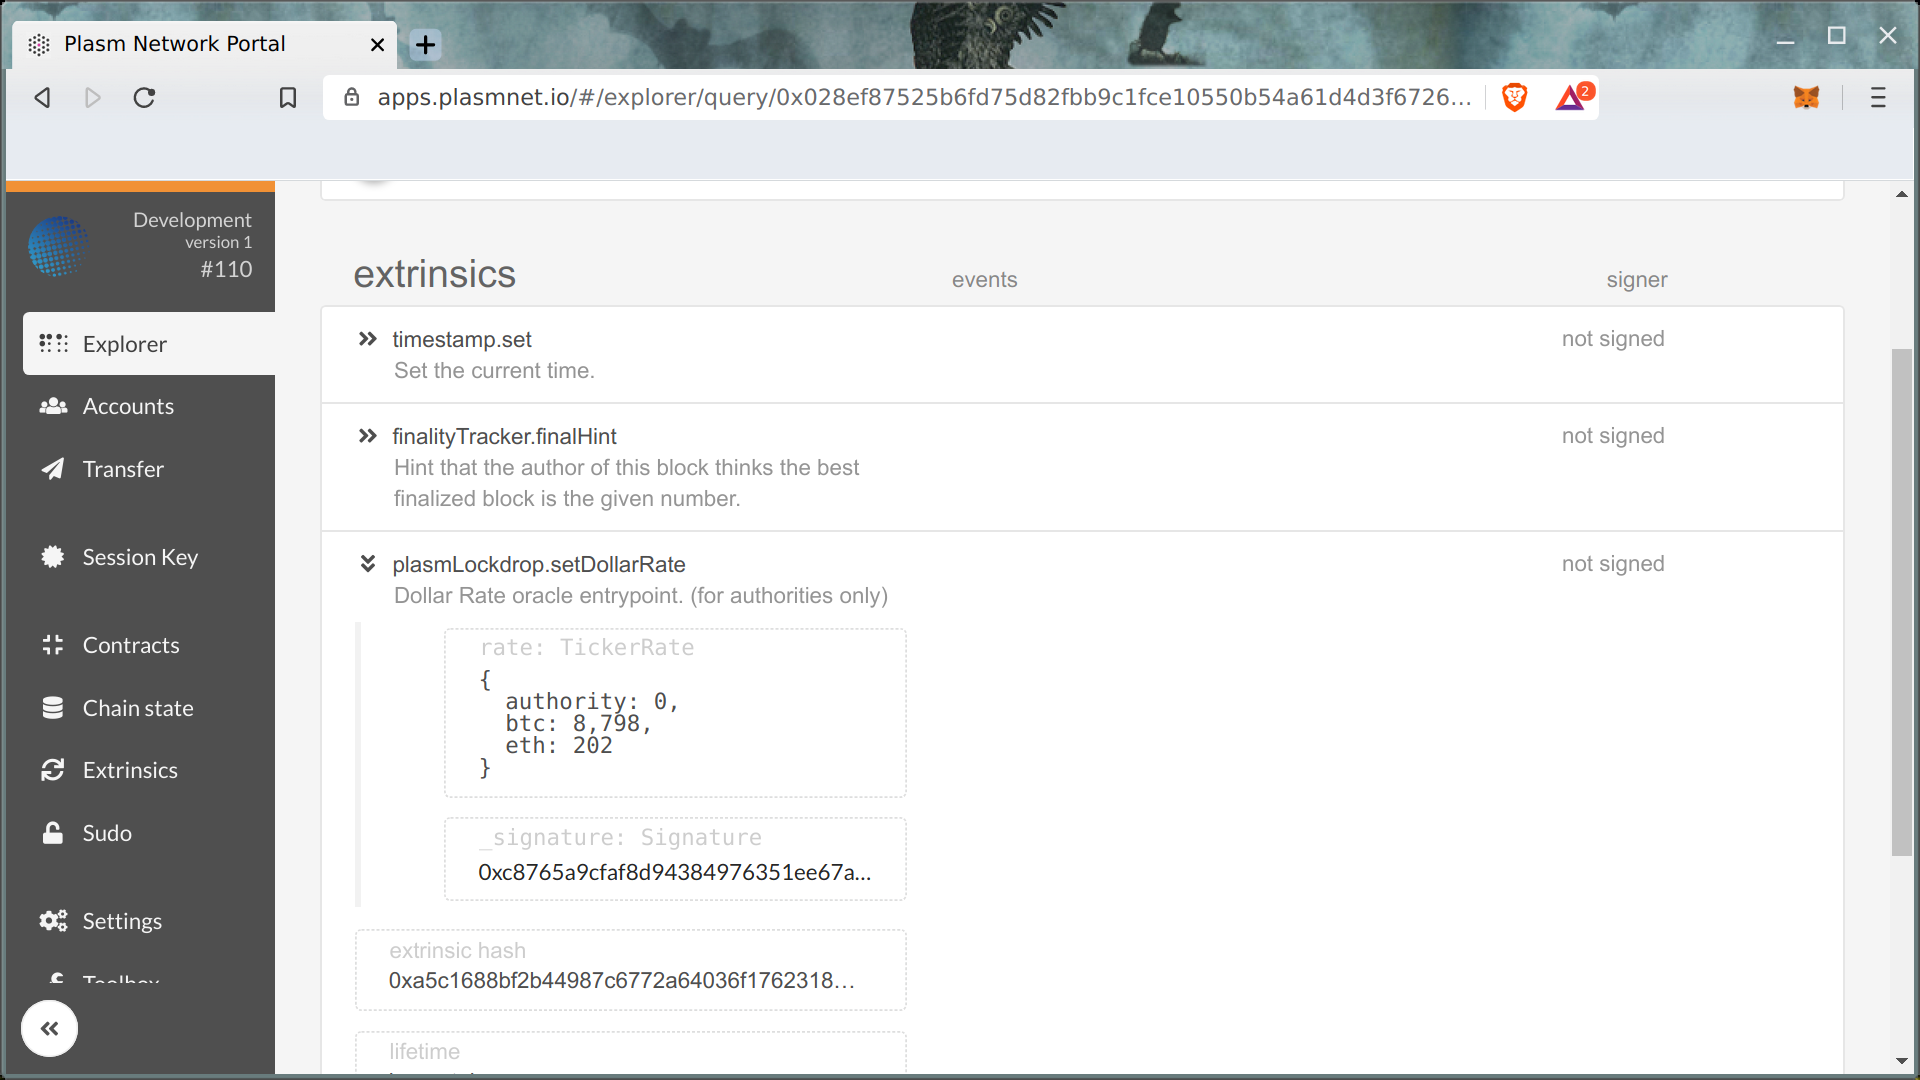 Plasm Network Portal
apps.plasmnet.io/#/explorer/query/0x028ef87525b6fd75d82fbb9c1fce10550b54a61d4d3f6726...
2
Development
version 1
#110
Explorer
Accounts
Transfer
Session Key
Contracts
Chain state
Extrinsics
Sudo
Settings
Toolbox
extrinsics events signer
timestamp.set not signed
Set the current time.
finalityTracker.finalHint not signed
Hint that the author of this block thinks the best
finalized block is the given number.
plasmLockdrop.setDollarRate not signed
Dollar Rate oracle entrypoint. (for authorities only)
rate: TickerRate
{
authority: 0,
btc: 8,798,
eth: 202
}
_signature: Signature
0xc8765a9cfaf8d94384976351ee67a...
extrinsic hash
0xa5c1688bf2b44987c6772a64036f1762318...
lifetime